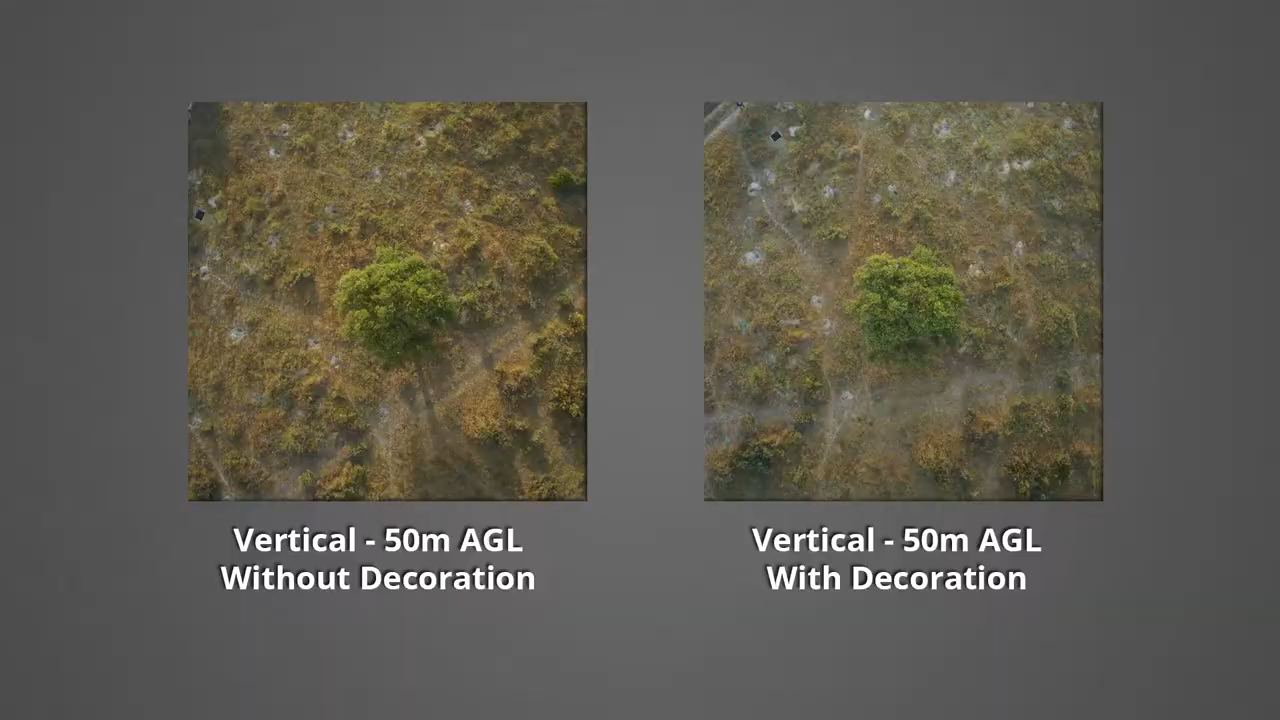 Vertical - 50m AGL
Without Decoration
Vertical - 50m AGL
With Decoration